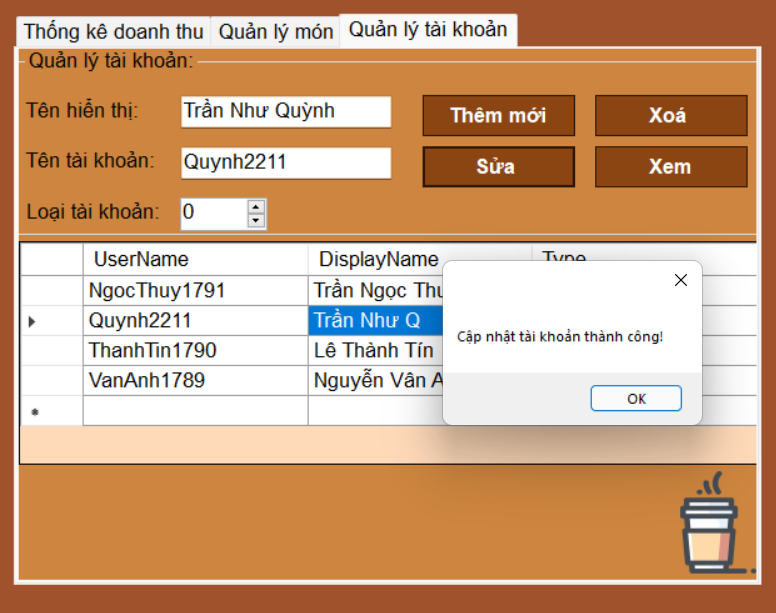 Thống kê doanh thu Quản lý món Quản lý tài khoản
Quản lý tài khoản:
Tên hiển thị: Trần Như Quỳnh Thêm mới Xoá
Tên tài khoản: Quynh2211 Sửa Xem
Loại tài khoản: 0
UserName DisplayName Type
NgocThuy1791 Trần Ngọc Thu
Quynh2211 Trần Như Q
ThanhTin1790 Lê Thành Tín
VanAnh1789 Nguyễn Vân A
Cập nhật tài khoản thành công!
OK